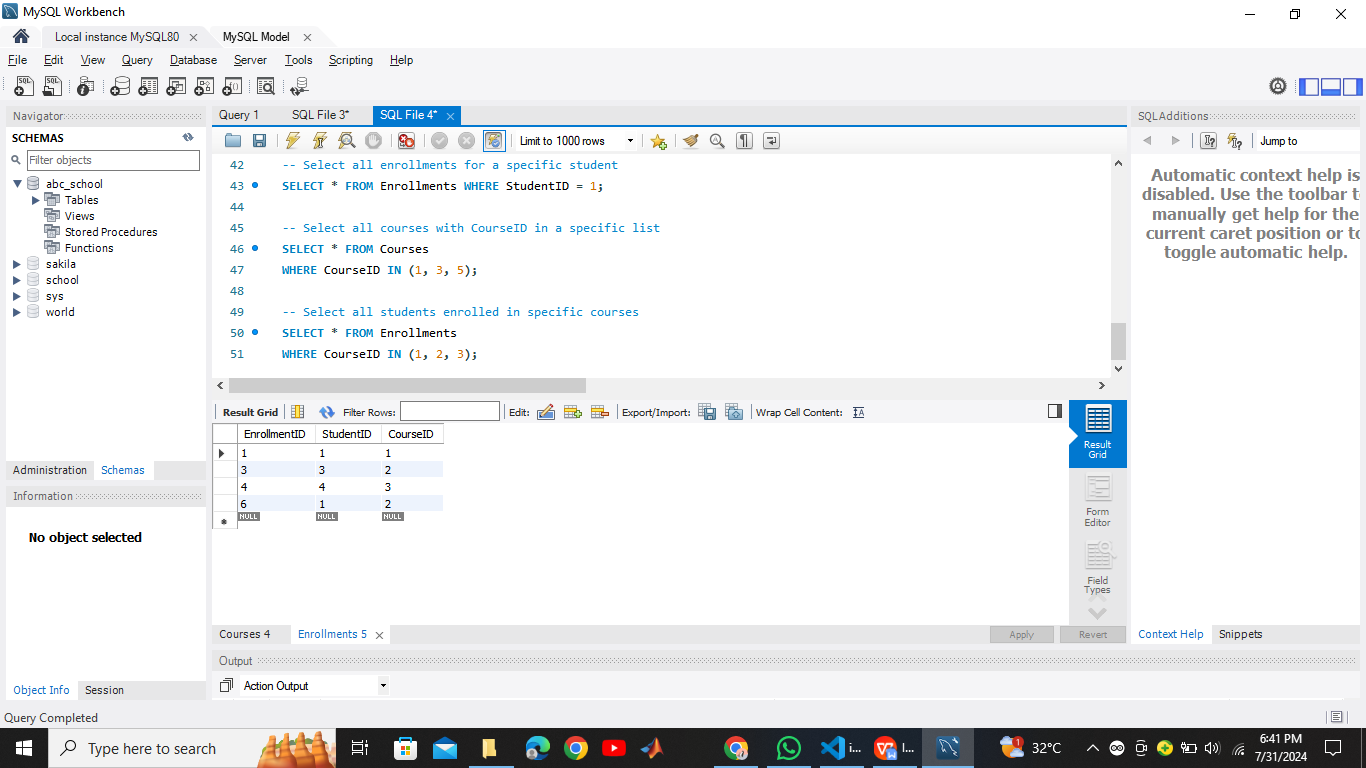 MySQL Workbench
Local instance MySQL80
MySQL Model
File Edit View Query Database Server Tools Scripting Help
Navigator
SCHEMAS
Filter objects
abc_school
Tables
Views
Stored Procedures
Functions
sakila
school
sys
world
Administration Schemas
Information
No object selected
Object Info Session
Query 1 SQL File 3* SQL File 4*
Limit to 1000 rows
42 -- Select all enrollments for a specific student
43 SELECT * FROM Enrollments WHERE StudentID = 1;
44
45 -- Select all courses with CourseID in a specific list
46 SELECT * FROM Courses
47 WHERE CourseID IN (1, 3, 5);
48
49 -- Select all students enrolled in specific courses
50 SELECT * FROM Enrollments
51 WHERE CourseID IN (1, 2, 3);
Result Grid Filter Rows: Edit: Export/Import: Wrap Cell Content:
EnrollmentID StudentID CourseID
1 1 1
3 3 2
4 4 3
6 1 2
NULL NULL NULL
Result
Grid
Form
Editor
Field
Types
Courses 4 Enrollments 5
Apply Revert
Output
Action Output
SQLAdditions
Jump to
Automatic context help is
disabled. Use the toolbar t
manually get help for the
current caret position or to
toggle automatic help.
Context Help Snippets
Query Completed
Type here to search
i...
I...
1
32°C
6:41 PM
7/31/2024